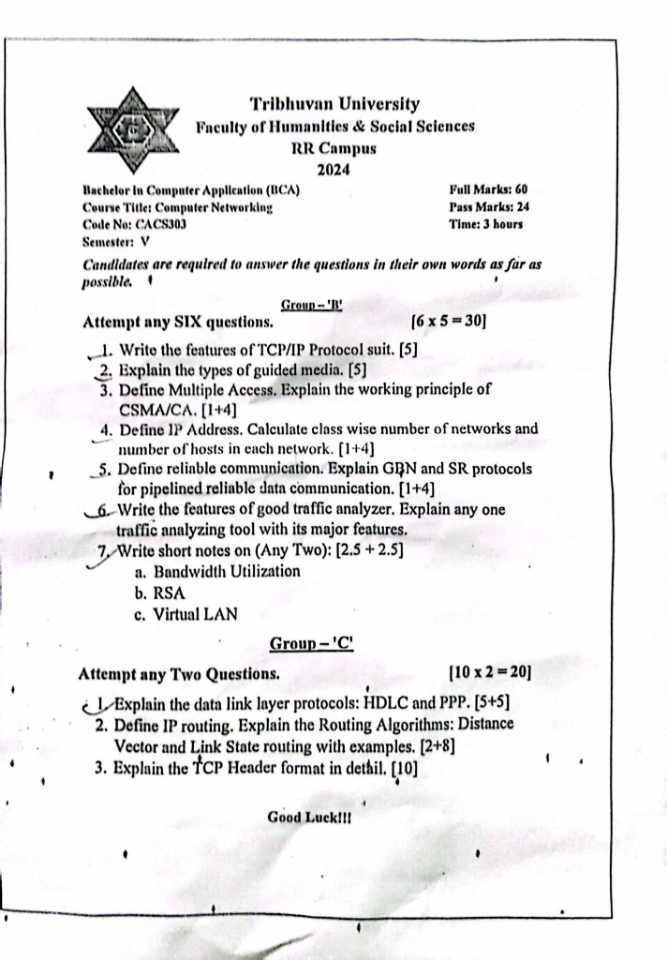 Tribhuvan University
Faculty of Humanities & Social Sciences
RR Campus
2024
Bachelor In Computer Application (BCA) Full Marks: 60
Course Title: Computer Networking Pass Marks: 24
Code No: CACS303 Time: 3 hours
Semester: V
Candidates are required to answer the questions in their own words as far as
possible.
Group – 'B'
Attempt any SIX questions. [6 x 5 = 30]
1. Write the features of TCP/IP Protocol suit. [5]
2. Explain the types of guided media. [5]
3. Define Multiple Access. Explain the working principle of
CSMA/CA. [1+4]
4. Define IP Address. Calculate class wise number of networks and
number of hosts in each network. [1+4]
5. Define reliable communication. Explain GBN and SR protocols
for pipelined reliable data communication. [1+4]
6. Write the features of good traffic analyzer. Explain any one
traffic analyzing tool with its major features.
7. Write short notes on (Any Two): [2.5 + 2.5]
a. Bandwidth Utilization
b. RSA
c. Virtual LAN
Group – 'C'
Attempt any Two Questions. [10 x 2 = 20]
1. Explain the data link layer protocols: HDLC and PPP. [5+5]
2. Define IP routing. Explain the Routing Algorithms: Distance
Vector and Link State routing with examples. [2+8]
3. Explain the TCP Header format in detail. [10]
Good Luck!!!